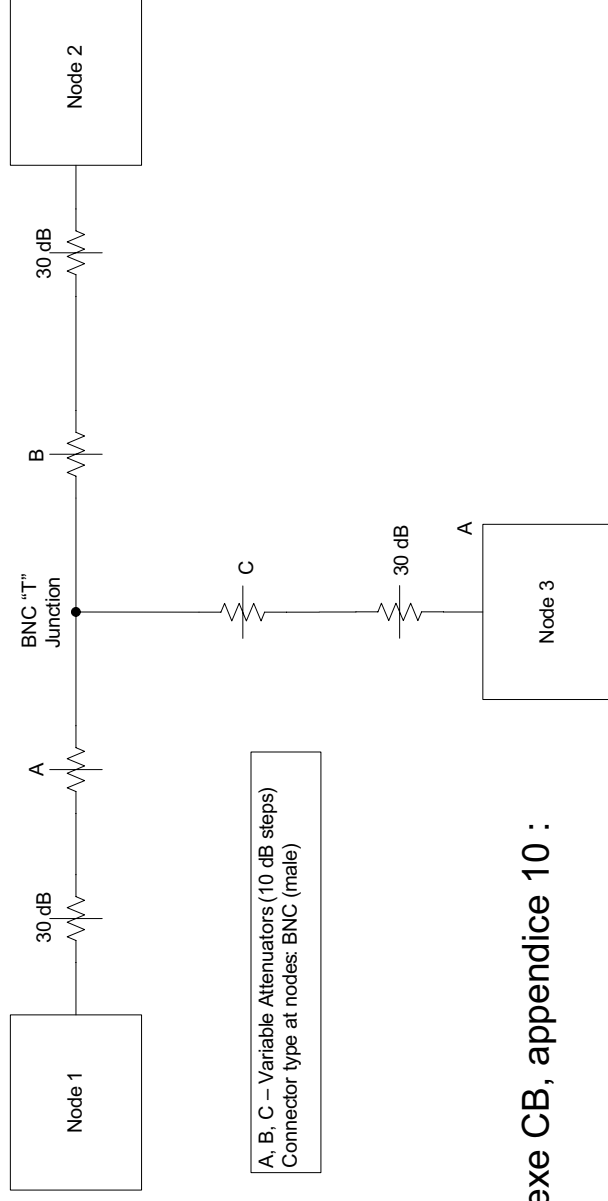 Node 1
30 dB
A
BNC “T”
Junction
B
30 dB
Node 2
C
30 dB
A
Node 3
A, B, C – Variable Attenuators (10 dB steps)
Connector type at nodes: BNC (male)
CB, appendice 10 :